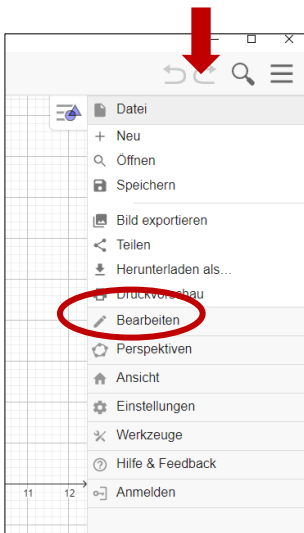 Datei
Neu
Öffnen
Speichern
Bild exportieren
Teilen
Herunterladen als...
Druckvorschau
Bearbeiten
Perspektiven
Ansicht
Einstellungen
Werkzeuge
Hilfe & Feedback
Anmelden
11 12